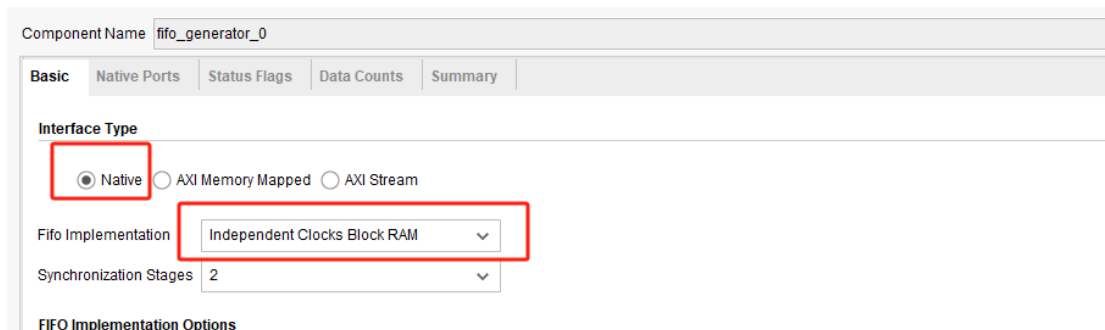 Component Name fifo_generator_0
Basic Native Ports Status Flags Data Counts Summary
Interface Type
Native AXI Memory Mapped AXI Stream
Fifo Implementation Independent Clocks Block RAM
Synchronization Stages 2
FIFO Implementation Options